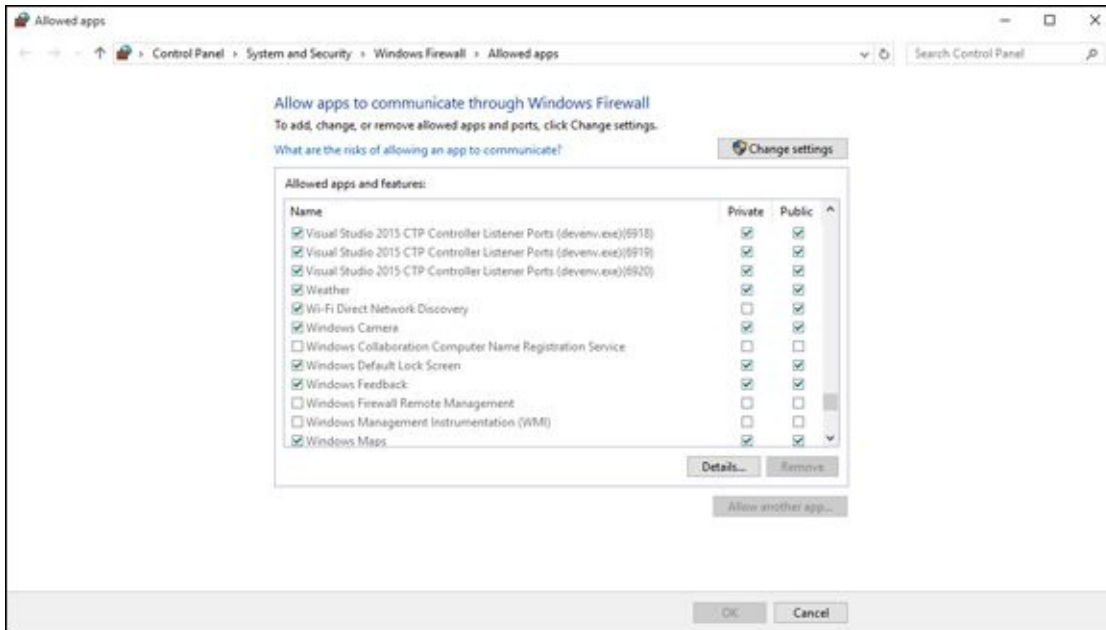 Allowed apps
Control Panel › System and Security › Windows Firewall › Allowed apps
Search Control Panel
Allow apps to communicate through Windows Firewall
To add, change, or remove allowed apps and ports, click Change settings.
What are the risks of allowing an app to communicate?
Change settings
Allowed apps and features:
Name Private Public
Visual Studio 2015 CTP Controller Listener Ports (devenv.exe)(6918)
Visual Studio 2015 CTP Controller Listener Ports (devenv.exe)(6919)
Visual Studio 2015 CTP Controller Listener Ports (devenv.exe)(6920)
Weather
Wi-Fi Direct Network Discovery
Windows Camera
Windows Collaboration Computer Name Registration Service
Windows Default Lock Screen
Windows Feedback
Windows Firewall Remote Management
Windows Management Instrumentation (WMI)
Windows Maps
Details... Remove
Allow another app...
OK Cancel